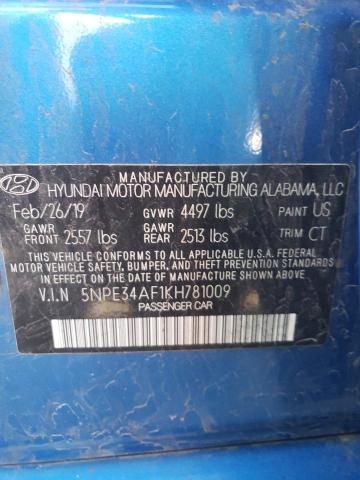 MFD. BY HYUNDAI MOTOR MANUFACTURING ALABAMA, LLC
Feb/26/19 GVWR 4497 lbs PAINT US
GAWR FRONT 2557 lbs GAWR REAR 2513 lbs TRIM CT
THIS VEHICLE CONFORMS TO ALL APPLICABLE U.S. FEDERAL
MOTOR VEHICLE SAFETY, BUMPER, AND THEFT PREVENTION
STANDARDS IN EFFECT ON THE DATE OF MANUFACTURE SHOWN ABOVE.
V.I.N 5NPE34AF1KH781009
PASSENGER CAR